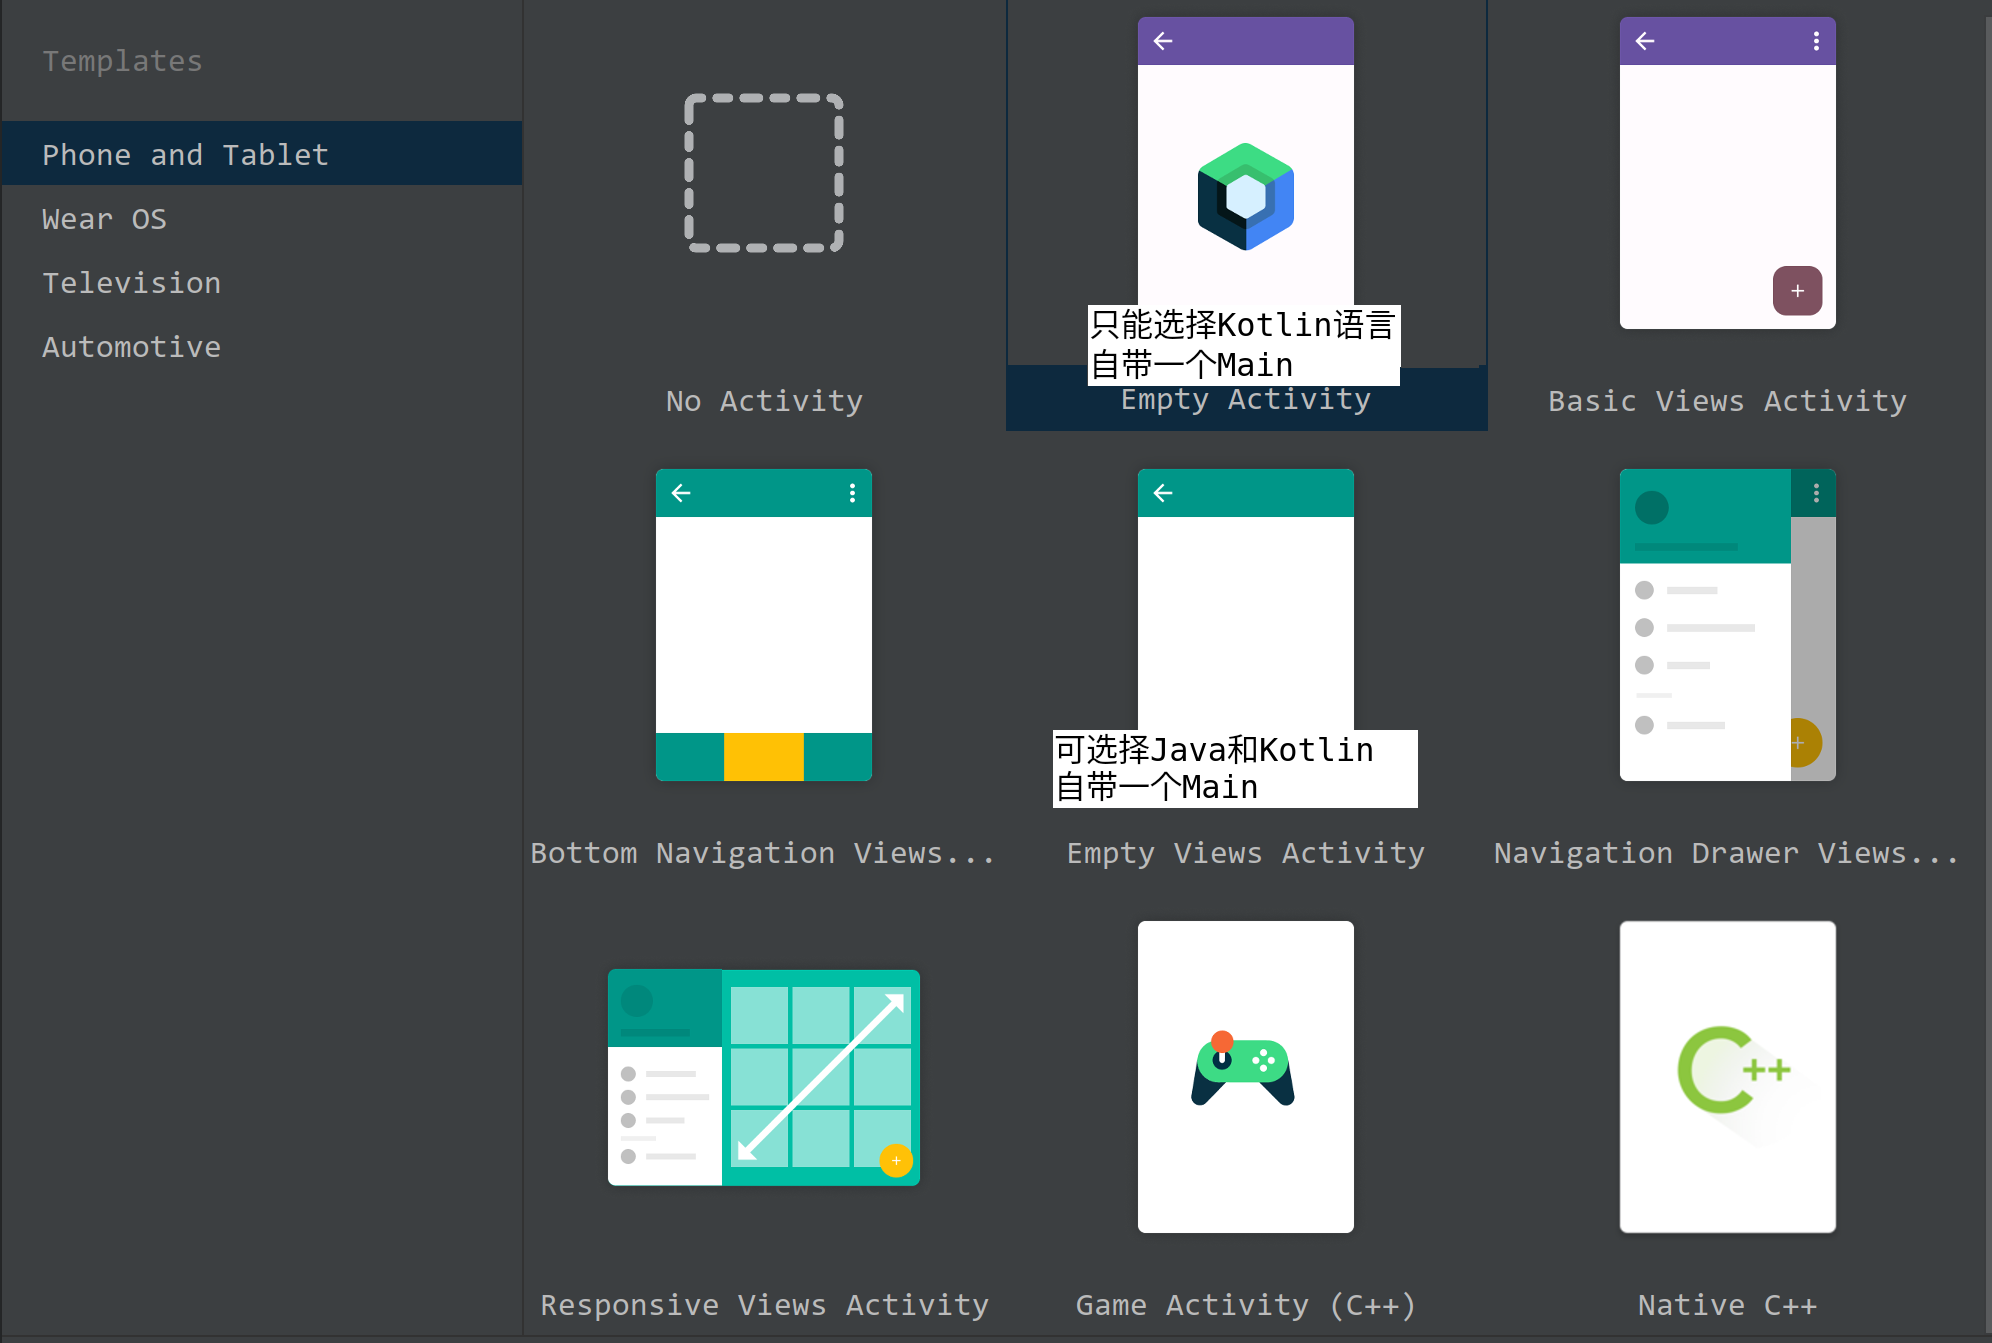 Templates
Phone and Tablet
Wear OS
Television
Automotive
只能选择Kotlin语言
自带一个Main
No Activity
Empty Activity
Basic Views Activity
可选择Java和Kotlin
自带一个Main
Bottom Navigation Views...
Empty Views Activity
Navigation Drawer Views...
C++
Responsive Views Activity
Game Activity (C++)
Native C++